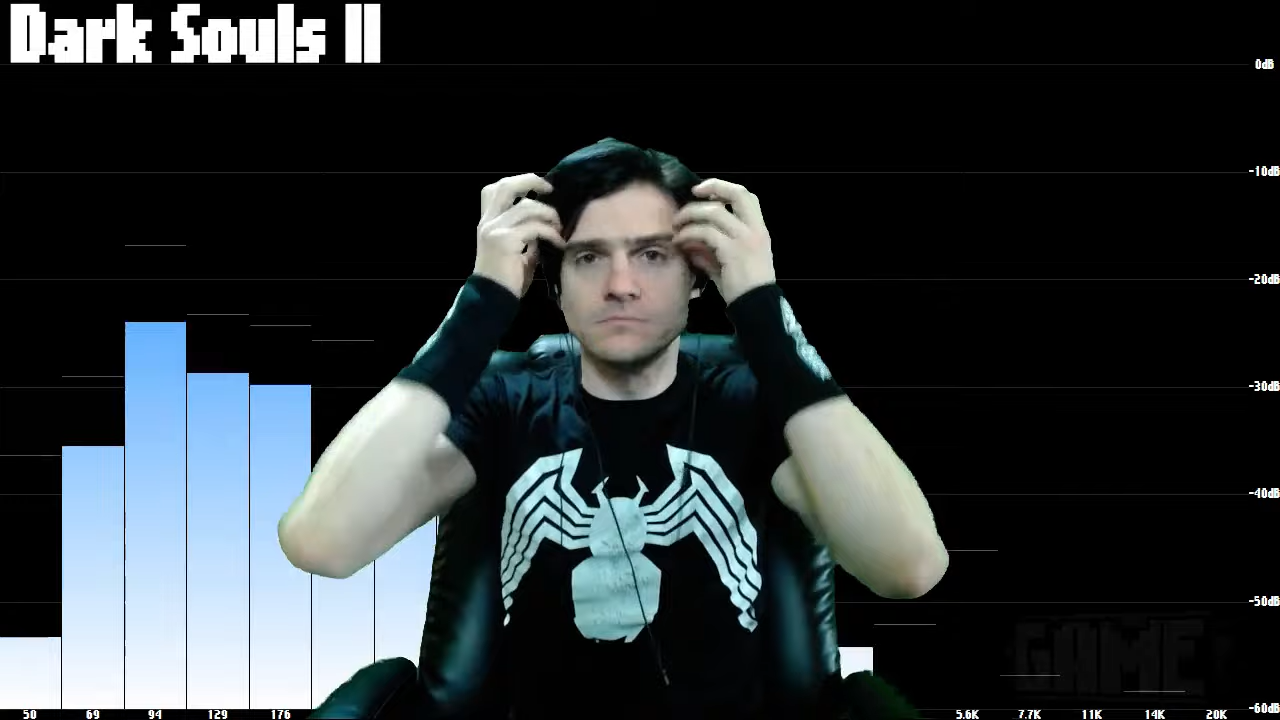 Dark Souls II
0dB
-10dB
-20dB
-30dB
-40dB
-50dB
GAME
-60dB
50 69 94 129 176 5.6K 7.7K 11K 14K 20K